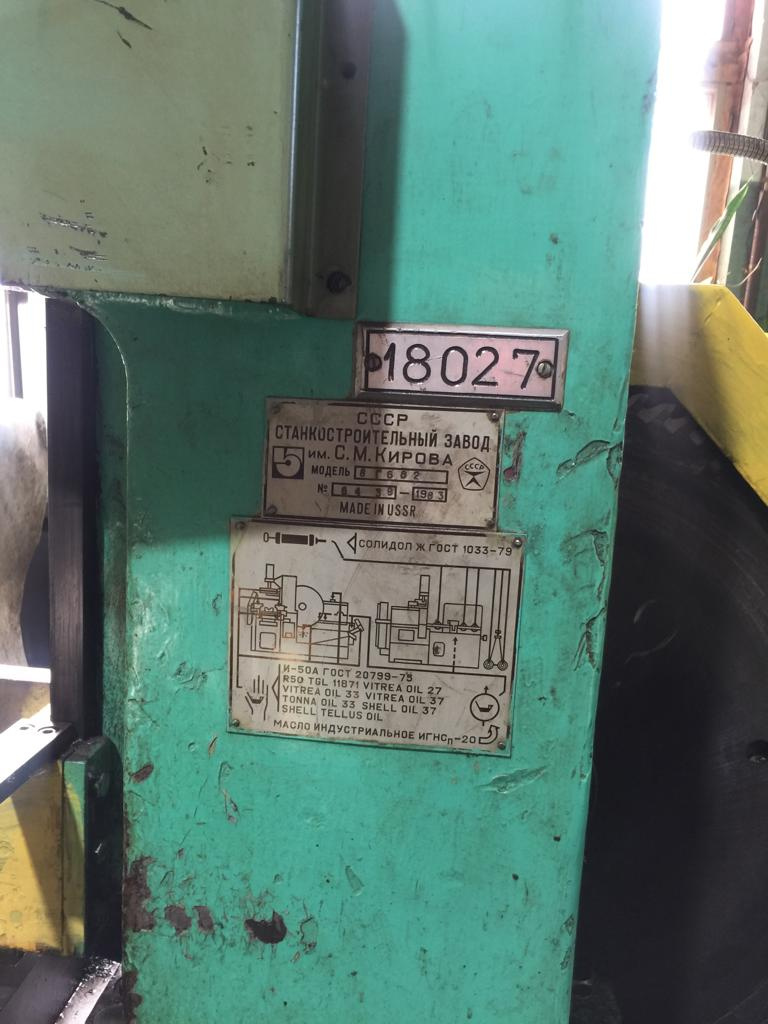 18027
СССР
СТАНКОСТРОИТЕЛЬНЫЙ ЗАВОД
им. С.М.КИРОВА
СССР
МОДЕЛЬ 8Г662
№ 6439-1983
MADE IN USSR
СОЛИДОЛ Ж ГОСТ 1033-79
И-50А ГОСТ 20799-75
R50 TGL 11871 VITREA OIL 27
VITREA OIL 33 VITREA OIL 37
TONNA OIL 33 SHELL OIL 37
SHELL TELLUS OIL
МАСЛО ИНДУСТРИАЛЬНОЕ ИГНСп-20